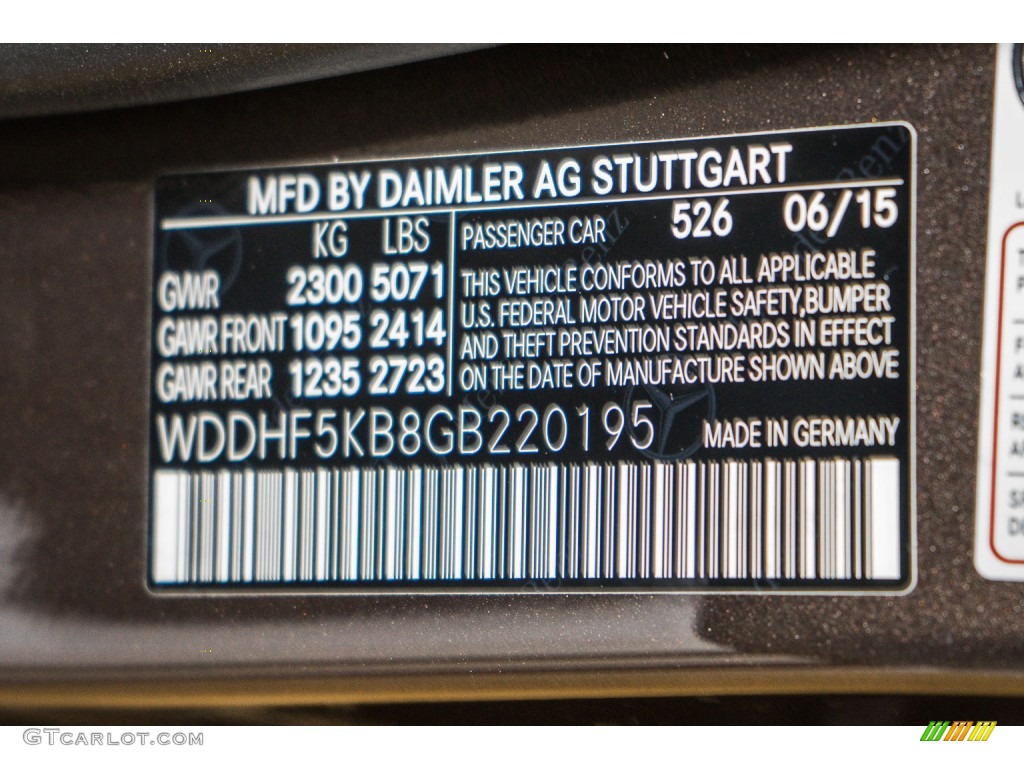 MFD BY DAIMLER AG STUTTGART
KG LBS
GVWR 2300 5071
GAWR FRONT 1095 2414
GAWR REAR 1235 2723
PASSENGER CAR 526 06/15
THIS VEHICLE CONFORMS TO ALL APPLICABLE
U.S. FEDERAL MOTOR VEHICLE SAFETY,BUMPER
AND THEFT PREVENTION STANDARDS IN EFFECT
ON THE DATE OF MANUFACTURE SHOWN ABOVE
WDDHF5KB8GB220195 MADE IN GERMANY
GTCARLOT.COM